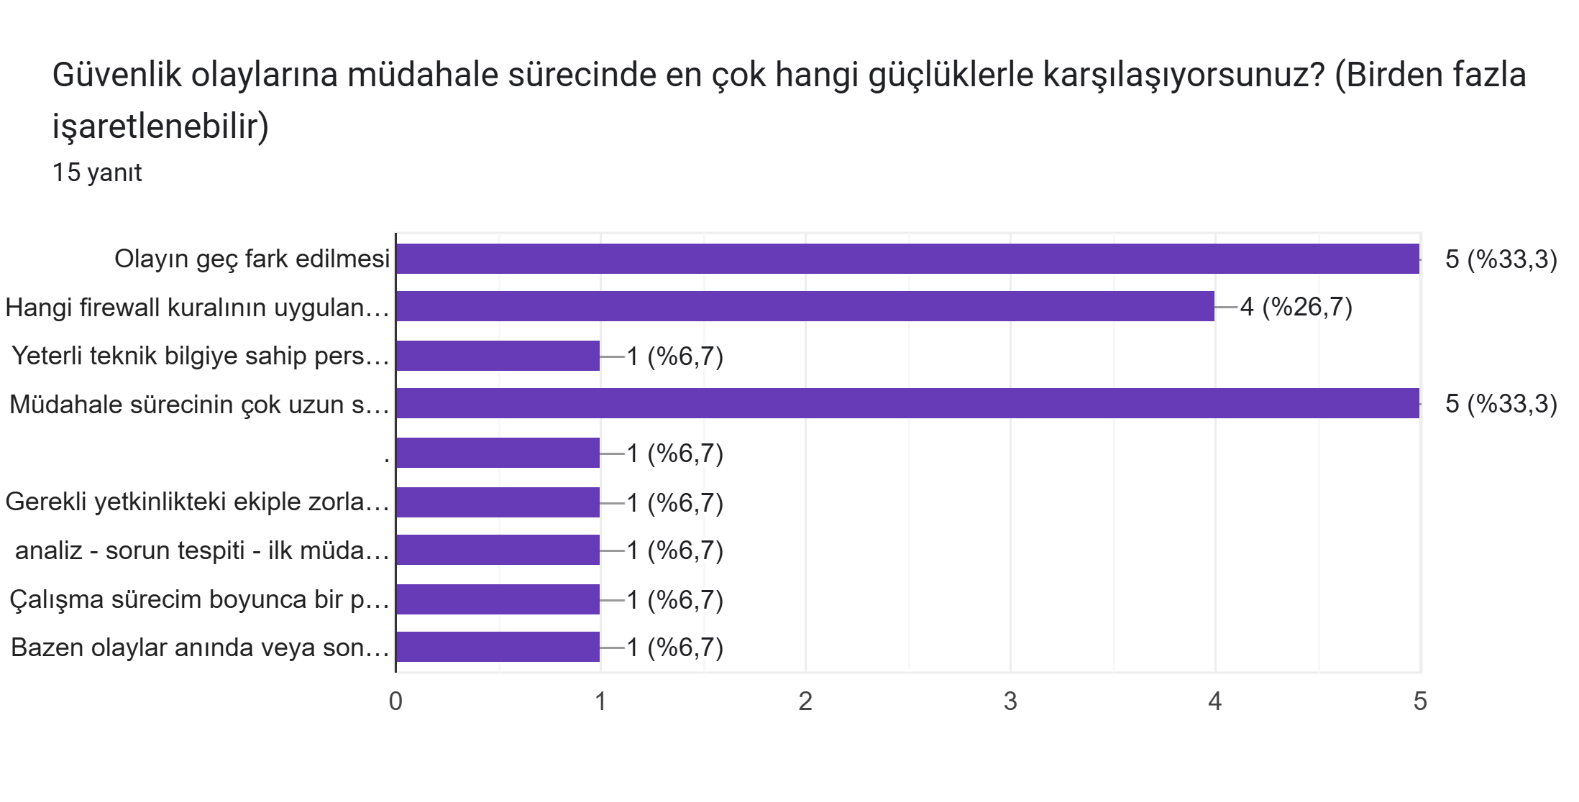 Güvenlik olaylarına müdahale sürecinde en çok hangi güçlüklerle karşılaşıyorsunuz? (Birden fazla
işaretlenebilir)
15 yanıt
Olayın geç fark edilmesi 5 (%33,3)
Hangi firewall kuralının uygulan… 4 (%26,7)
Yeterli teknik bilgiye sahip pers… 1 (%6,7)
Müdahale sürecinin çok uzun s… 5 (%33,3)
. 1 (%6,7)
Gerekli yetkinlikteki ekiple zorla… 1 (%6,7)
analiz - sorun tespiti - ilk müda… 1 (%6,7)
Çalışma sürecim boyunca bir p… 1 (%6,7)
Bazen olaylar anında veya son… 1 (%6,7)
0 1 2 3 4 5